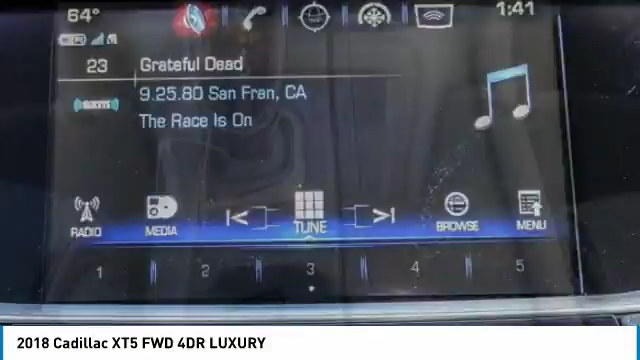 64° 1:41
23 Grateful Dead
9.25.80 San Fran, CA
The Race Is On
RADIO MEDIA TUNE BROWSE MENU
1 2 3 4 5
2018 Cadillac XT5 FWD 4DR LUXURY